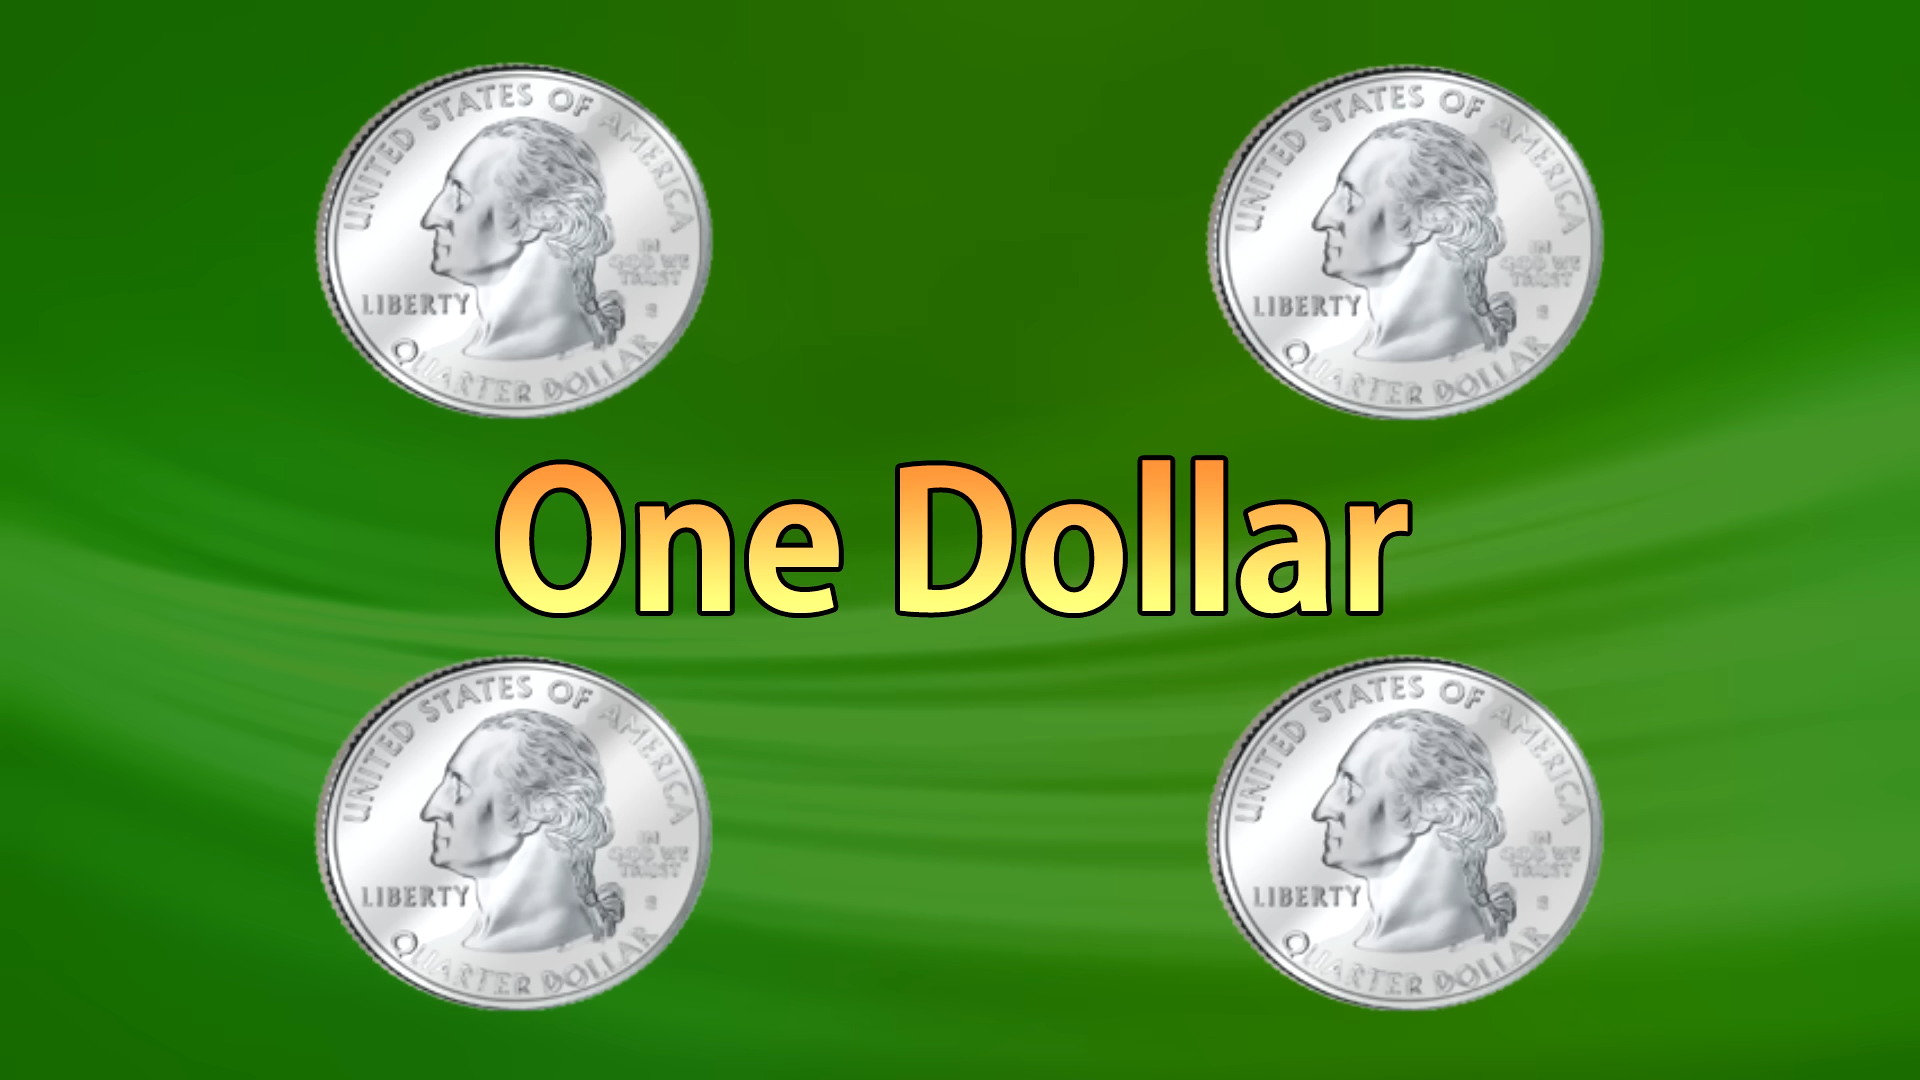 UNITED STATES OF AMERICA
LIBERTY
IN
GOD WE
TRUST
S
QUARTER DOLLAR
UNITED STATES OF AMERICA
LIBERTY
IN
GOD WE
TRUST
S
QUARTER DOLLAR
One Dollar
UNITED STATES OF AMERICA
LIBERTY
IN
GOD WE
TRUST
S
QUARTER DOLLAR
UNITED STATES OF AMERICA
LIBERTY
IN
GOD WE
TRUST
S
QUARTER DOLLAR